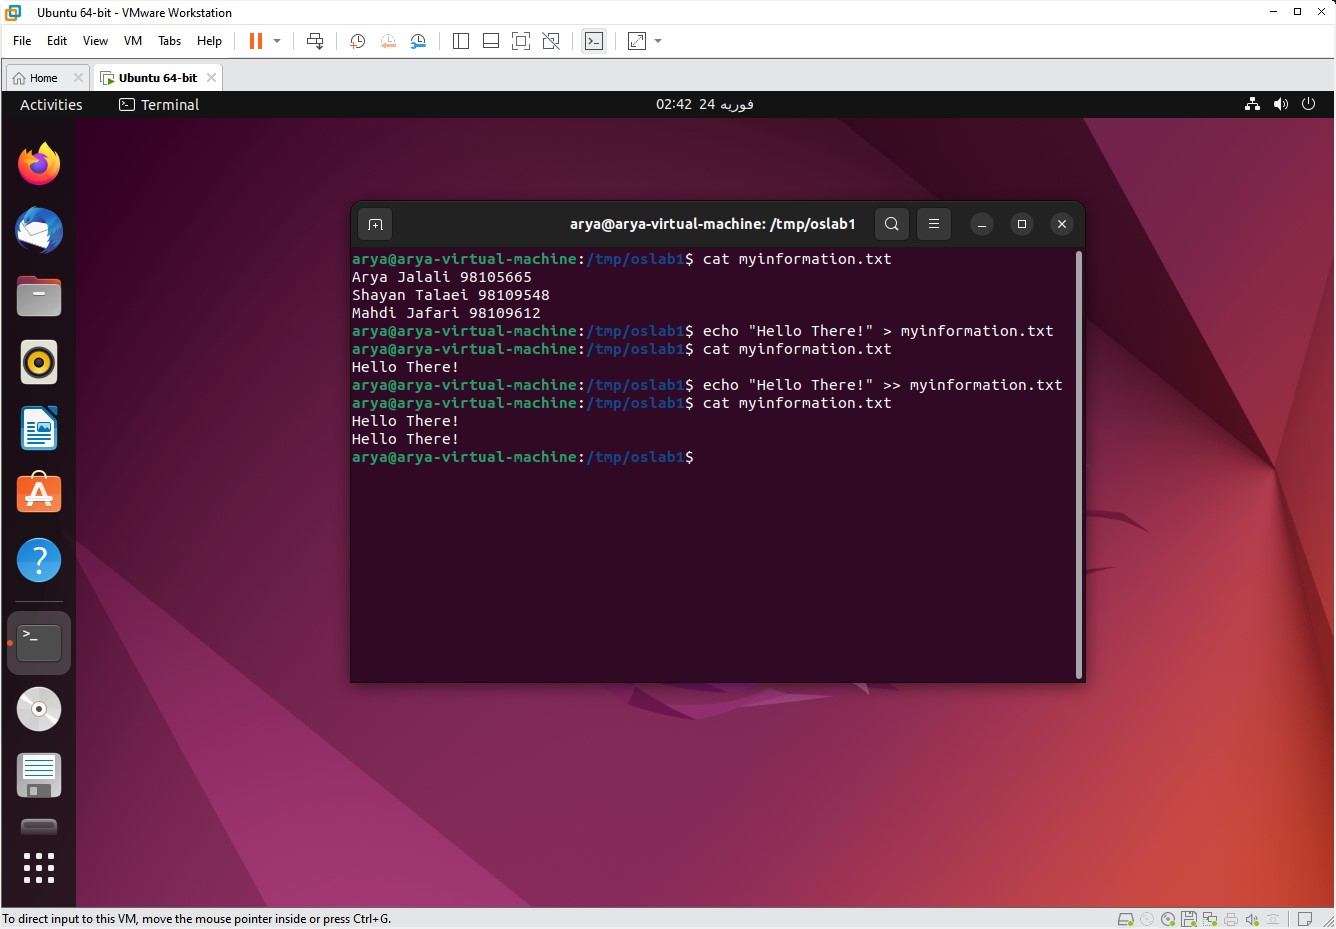 Ubuntu 64-bit - VMware Workstation
File Edit View VM Tabs Help
Home Ubuntu 64-bit
Activities Terminal 02:42 24 فوریه
arya@arya-virtual-machine: /tmp/oslab1
arya@arya-virtual-machine:/tmp/oslab1$ cat myinformation.txt
Arya Jalali 98105665
Shayan Talaei 98109548
Mahdi Jafari 98109612
arya@arya-virtual-machine:/tmp/oslab1$ echo "Hello There!" > myinformation.txt
arya@arya-virtual-machine:/tmp/oslab1$ cat myinformation.txt
Hello There!
arya@arya-virtual-machine:/tmp/oslab1$ echo "Hello There!" >> myinformation.txt
arya@arya-virtual-machine:/tmp/oslab1$ cat myinformation.txt
Hello There!
Hello There!
arya@arya-virtual-machine:/tmp/oslab1$
To direct input to this VM, move the mouse pointer inside or press Ctrl+G.